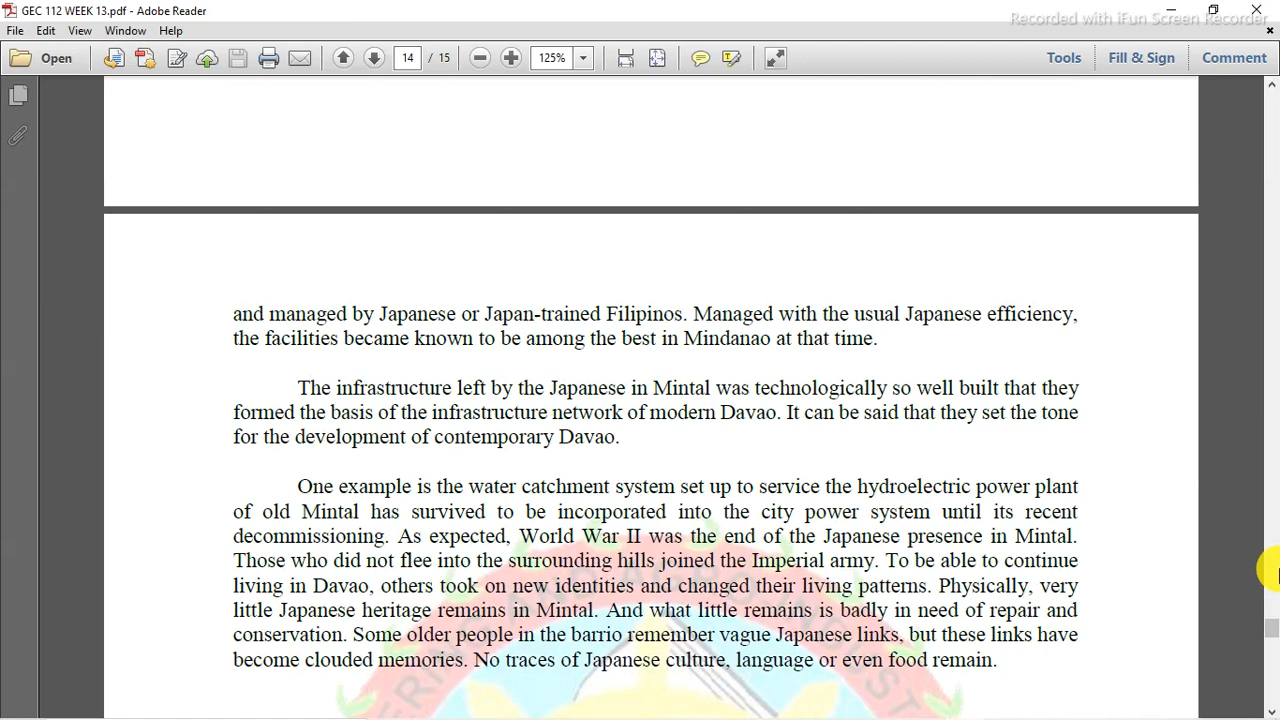 GEC 112 WEEK 13.pdf - Adobe Reader
Recorded with iFun Screen Recorder
File Edit View Window Help
Open 14 / 15 125% Tools Fill & Sign Comment
and managed by Japanese or Japan-trained Filipinos. Managed with the usual Japanese efficiency,
the facilities became known to be among the best in Mindanao at that time.
The infrastructure left by the Japanese in Mintal was technologically so well built that they
formed the basis of the infrastructure network of modern Davao. It can be said that they set the tone
for the development of contemporary Davao.
One example is the water catchment system set up to service the hydroelectric power plant
of old Mintal has survived to be incorporated into the city power system until its recent
decommissioning. As expected, World War II was the end of the Japanese presence in Mintal.
Those who did not flee into the surrounding hills joined the Imperial army. To be able to continue
living in Davao, others took on new identities and changed their living patterns. Physically, very
little Japanese heritage remains in Mintal. And what little remains is badly in need of repair and
conservation. Some older people in the barrio remember vague Japanese links, but these links have
become clouded memories. No traces of Japanese culture, language or even food remain.